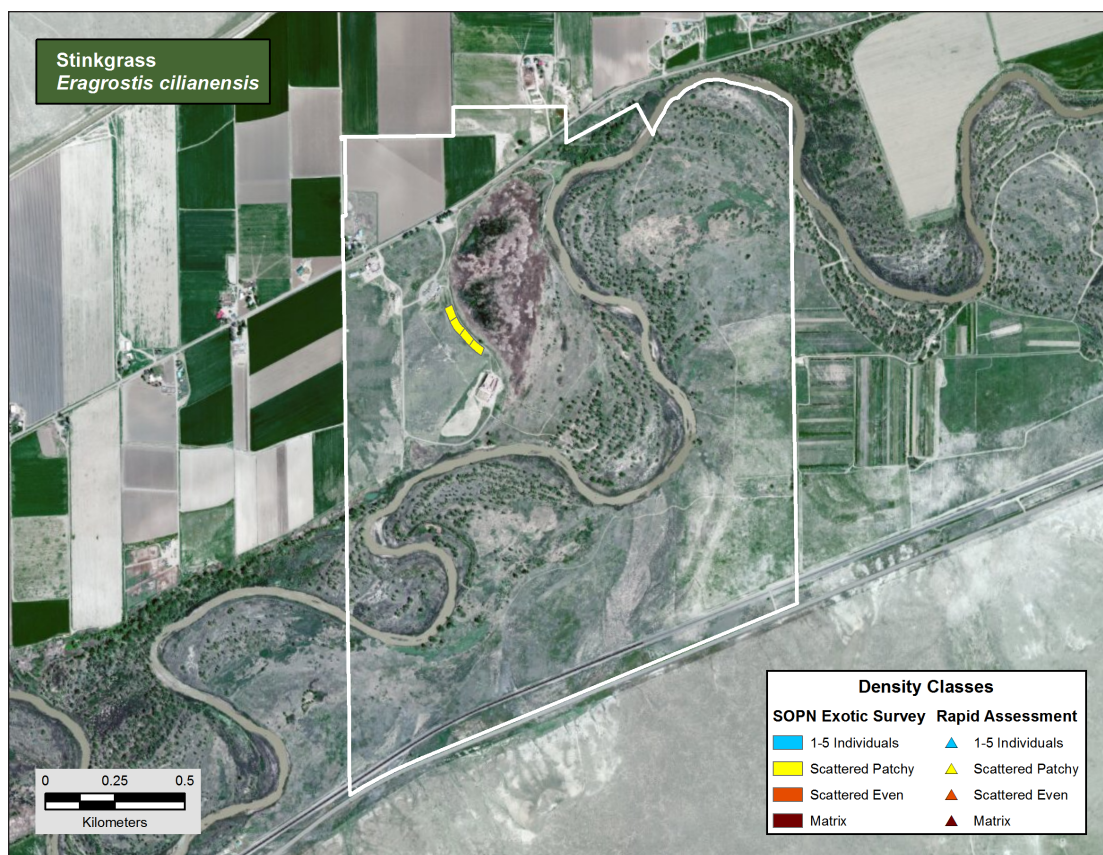 Stinkgrass
Eragrostis cilianensis
Density Classes
SOPN Exotic Survey Rapid Assessment
1-5 Individuals 1-5 Individuals
Scattered Patchy Scattered Patchy
Scattered Even Scattered Even
Matrix Matrix
0 0.25 0.5
Kilometers